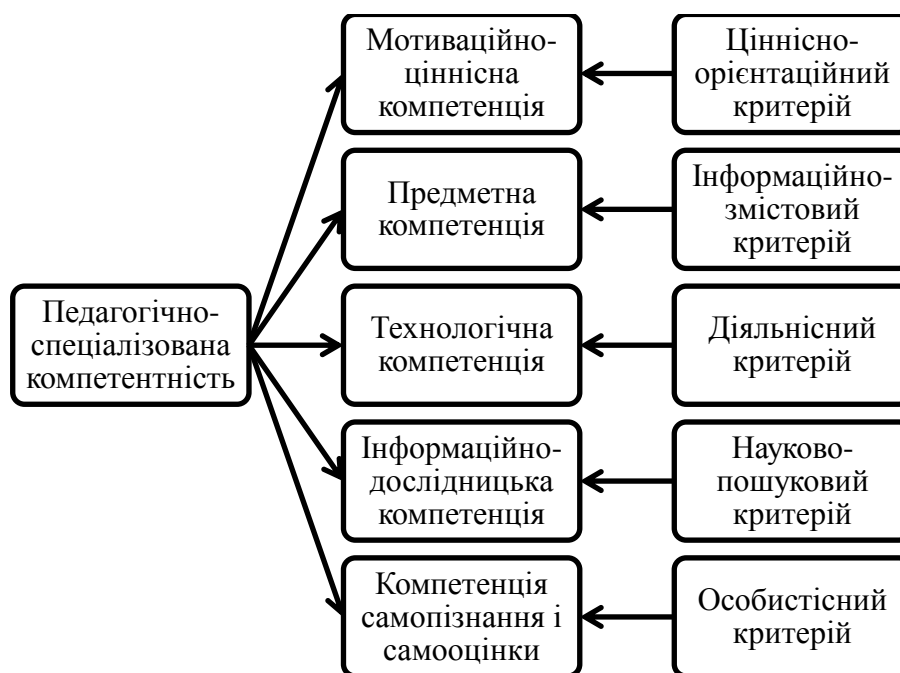 Мотиваційно-
ціннісна
компетенція
Ціннісно-
орієнтаційний
критерій
Предметна
компетенція
Інформаційно-
змістовий
критерій
Педагогічно-
спеціалізована
компетентність
Технологічна
компетенція
Діяльнісний
критерій
Інформаційно-
дослідницька
компетенція
Науково-
пошуковий
критерій
Компетенція
самопізнання і
самооцінки
Особистісний
критерій